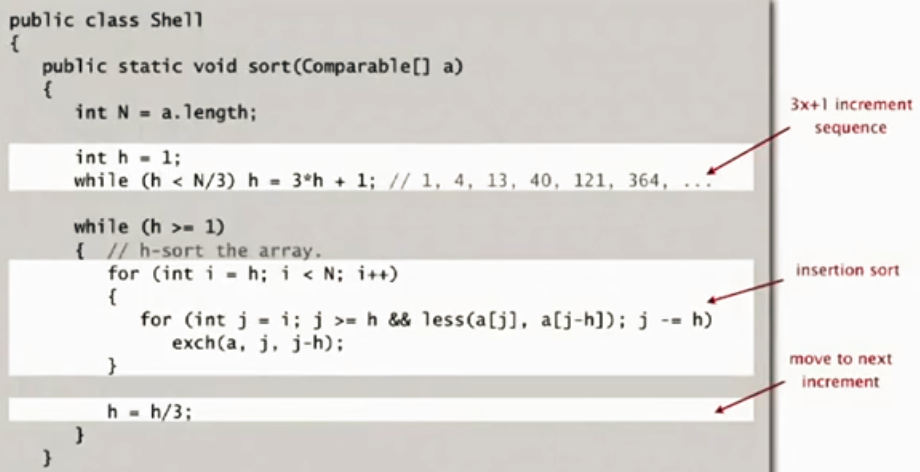 public class Shell
{
   public static void sort(Comparable[] a)
   {
      int N = a.length;
      int h = 1;
      while (h < N/3) h = 3*h + 1; // 1, 4, 13, 40, 121, 364, ...
      while (h >= 1)
      {  // h-sort the array.
         for (int i = h; i < N; i++)
         {
            for (int j = i; j >= h && less(a[j], a[j-h]); j -= h)
               exch(a, j, j-h);
         }
         h = h/3;
      }
   }
3x+1 increment
sequence
insertion sort
move to next
increment